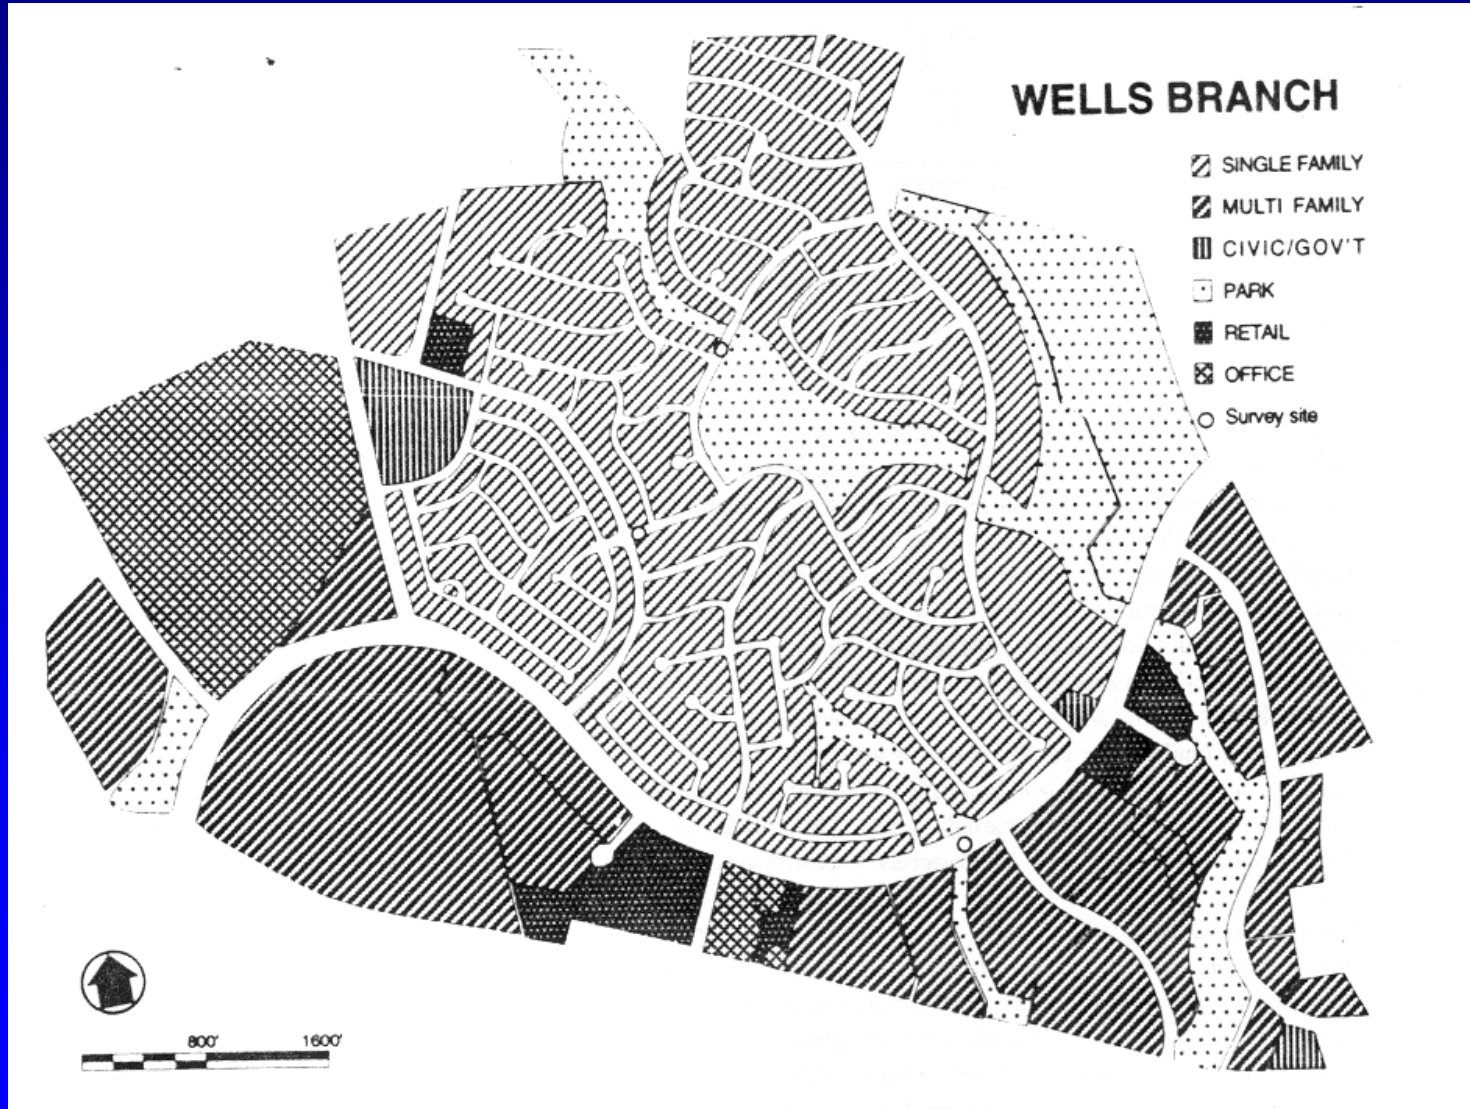 WELLS BRANCH
SINGLE FAMILY
MULTI FAMILY
CIVIC/GOV'T
PARK
RETAIL
OFFICE
Survey site
800' 1600'